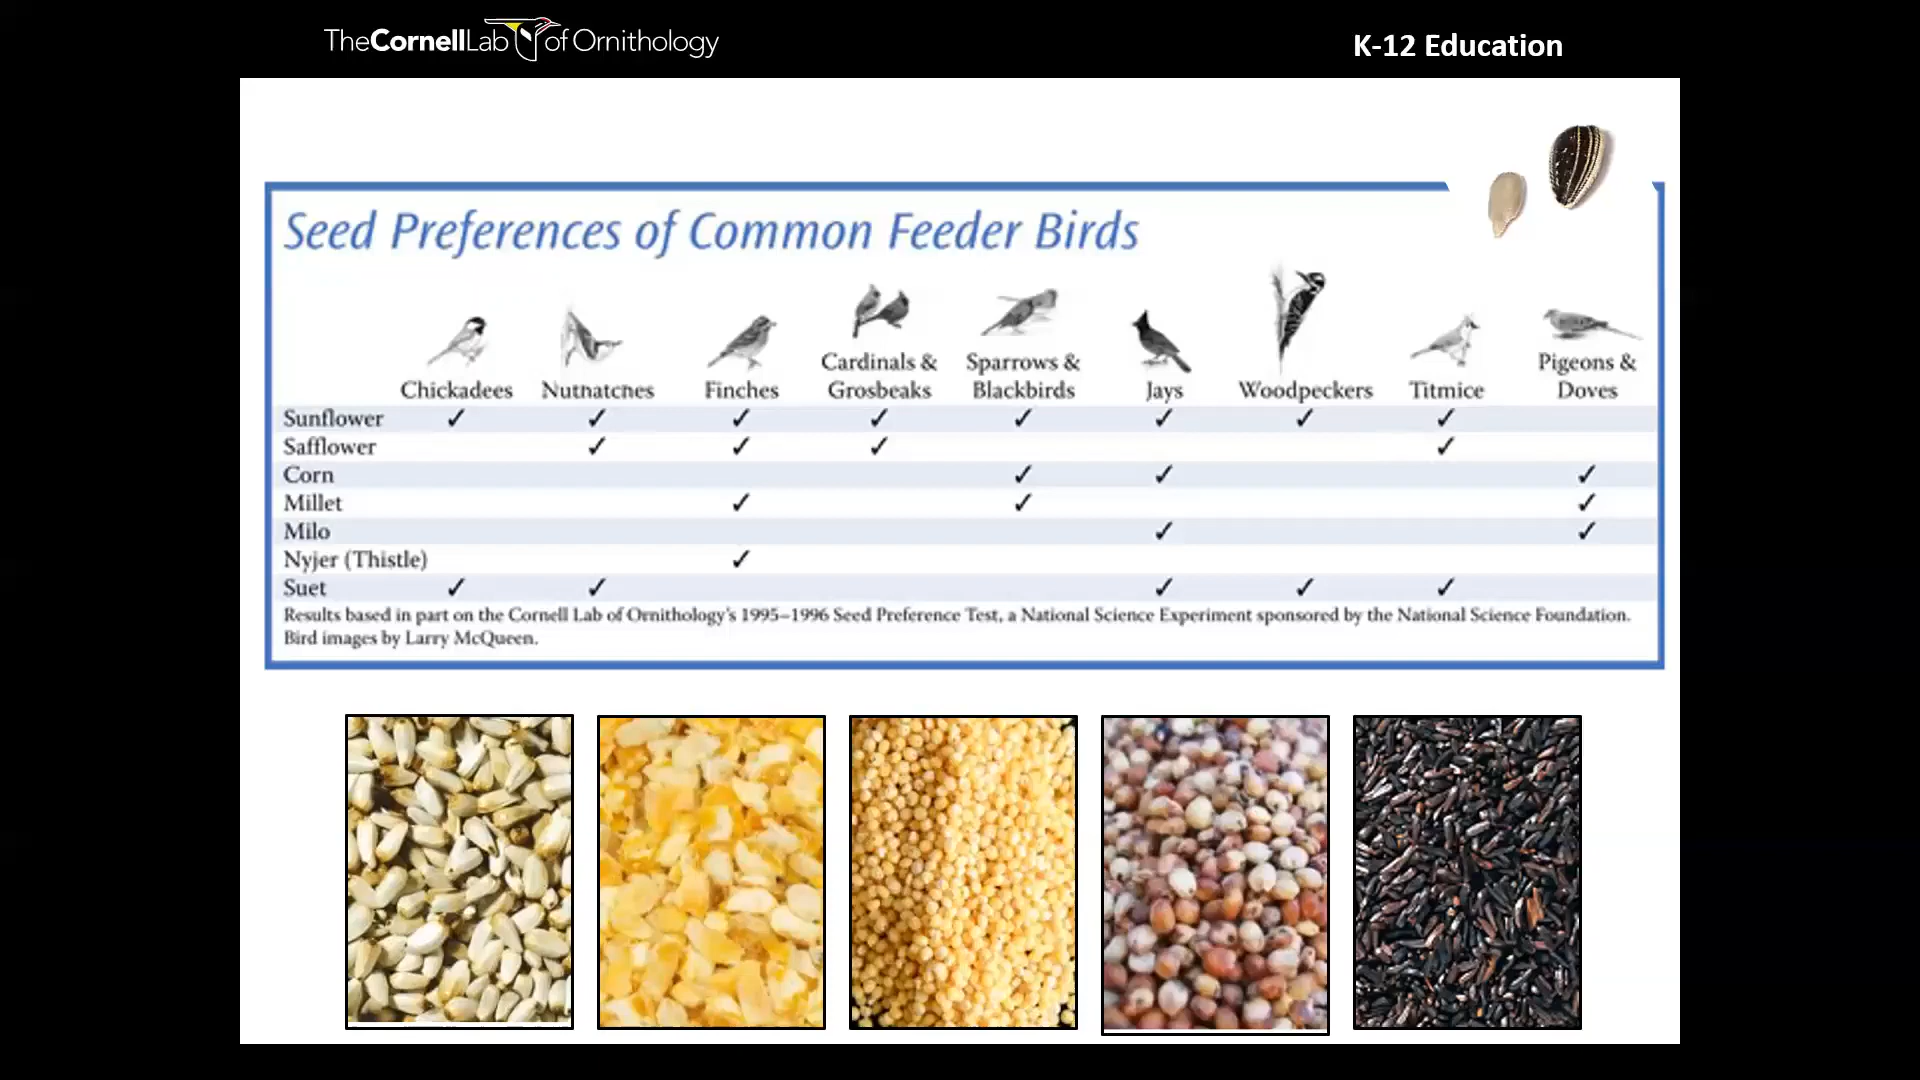 TheCornellLab of Ornithology
K-12 Education
Seed Preferences of Common Feeder Birds
Chickadees Nuthatches Finches Cardinals & Grosbeaks Sparrows & Blackbirds Jays Woodpeckers Titmice Pigeons & Doves
Sunflower ✓ ✓ ✓ ✓ ✓ ✓ ✓ ✓
Safflower ✓ ✓ ✓ ✓
Corn ✓ ✓ ✓
Millet ✓ ✓ ✓
Milo ✓ ✓
Nyjer (Thistle) ✓
Suet ✓ ✓ ✓ ✓ ✓
Results based in part on the Cornell Lab of Ornithology's 1995–1996 Seed Preference Test, a National Science Experiment sponsored by the National Science Foundation.
Bird images by Larry McQueen.